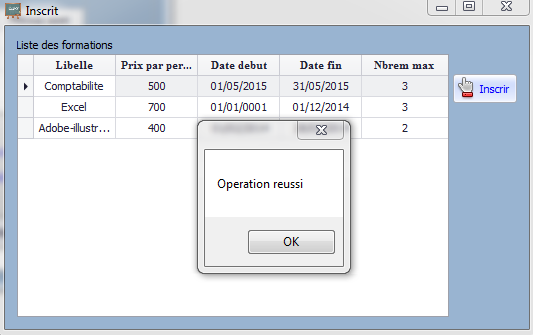 Inscrit
Liste des formations
Libelle Prix par per... Date debut Date fin Nbrem max
Comptabilite 500 01/05/2015 31/05/2015 3
Excel 700 01/01/0001 01/12/2014 3
Adobe-illustr... 400 2
Inscrir
Operation reussi
OK